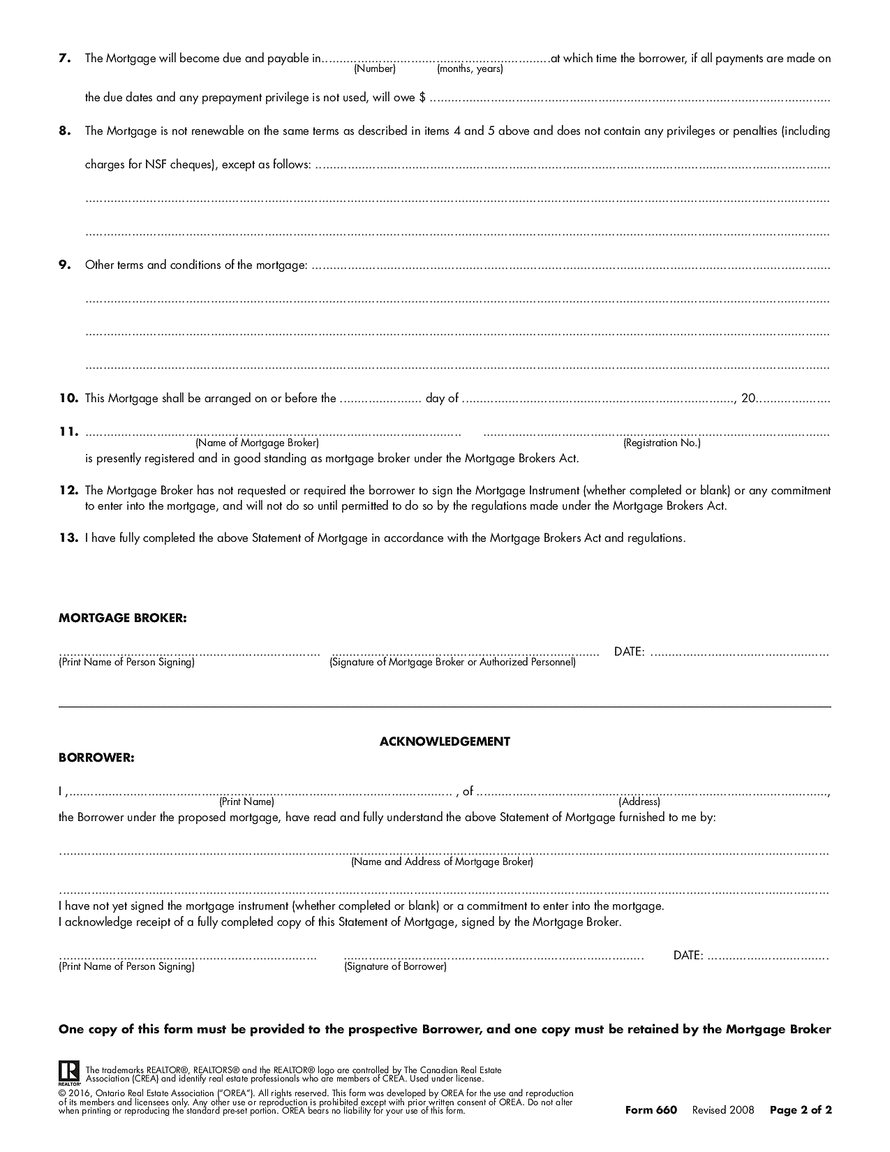 7. The Mortgage will become due and payable in................................................................at which time the borrower, if all payments are made on
(Number) (months, years)
the due dates and any prepayment privilege is not used, will owe $ ................................................................................................................
8. The Mortgage is not renewable on the same terms as described in items 4 and 5 above and does not contain any privileges or penalties (including
charges for NSF cheques), except as follows: ................................................................................................................................................
................................................................................................................................................................................................................
................................................................................................................................................................................................................
9. Other terms and conditions of the mortgage: ................................................................................................................................................
................................................................................................................................................................................................................
................................................................................................................................................................................................................
................................................................................................................................................................................................................
10. This Mortgage shall be arranged on or before the ....................... day of ............................................................................, 20.....................
11. ......................................................................................................... .................................................................................................
(Name of Mortgage Broker) (Registration No.)
is presently registered and in good standing as mortgage broker under the Mortgage Brokers Act.
12. The Mortgage Broker has not requested or required the borrower to sign the Mortgage Instrument (whether completed or blank) or any commitment
to enter into the mortgage, and will not do so until permitted to do so by the regulations made under the Mortgage Brokers Act.
13. I have fully completed the above Statement of Mortgage in accordance with the Mortgage Brokers Act and regulations.
MORTGAGE BROKER:
......................................................................... ........................................................................... DATE: ..................................................
(Print Name of Person Signing) (Signature of Mortgage Broker or Authorized Personnel)
ACKNOWLEDGEMENT
BORROWER:
I ,........................................................................................................... , of ..................................................................................................,
(Print Name) (Address)
the Borrower under the proposed mortgage, have read and fully understand the above Statement of Mortgage furnished to me by:
........................................................................................................................................................................................................................
(Name and Address of Mortgage Broker)
........................................................................................................................................................................................................................
I have not yet signed the mortgage instrument (whether completed or blank) or a commitment to enter into the mortgage.
I acknowledge receipt of a fully completed copy of this Statement of Mortgage, signed by the Mortgage Broker.
........................................................................ .................................................................................... DATE: ..................................
(Print Name of Person Signing) (Signature of Borrower)
One copy of this form must be provided to the prospective Borrower, and one copy must be retained by the Mortgage Broker
R
REALTOR®
The trademarks REALTOR®, REALTORS® and the REALTOR® logo are controlled by The Canadian Real Estate
Association (CREA) and identify real estate professionals who are members of CREA. Used under license.
© 2016, Ontario Real Estate Association ("OREA"). All rights reserved. This form was developed by OREA for the use and reproduction
of its members and licensees only. Any other use or reproduction is prohibited except with prior written consent of OREA. Do not alter
when printing or reproducing the standard pre-set portion. OREA bears no liability for your use of this form.
Form 660 Revised 2008 Page 2 of 2